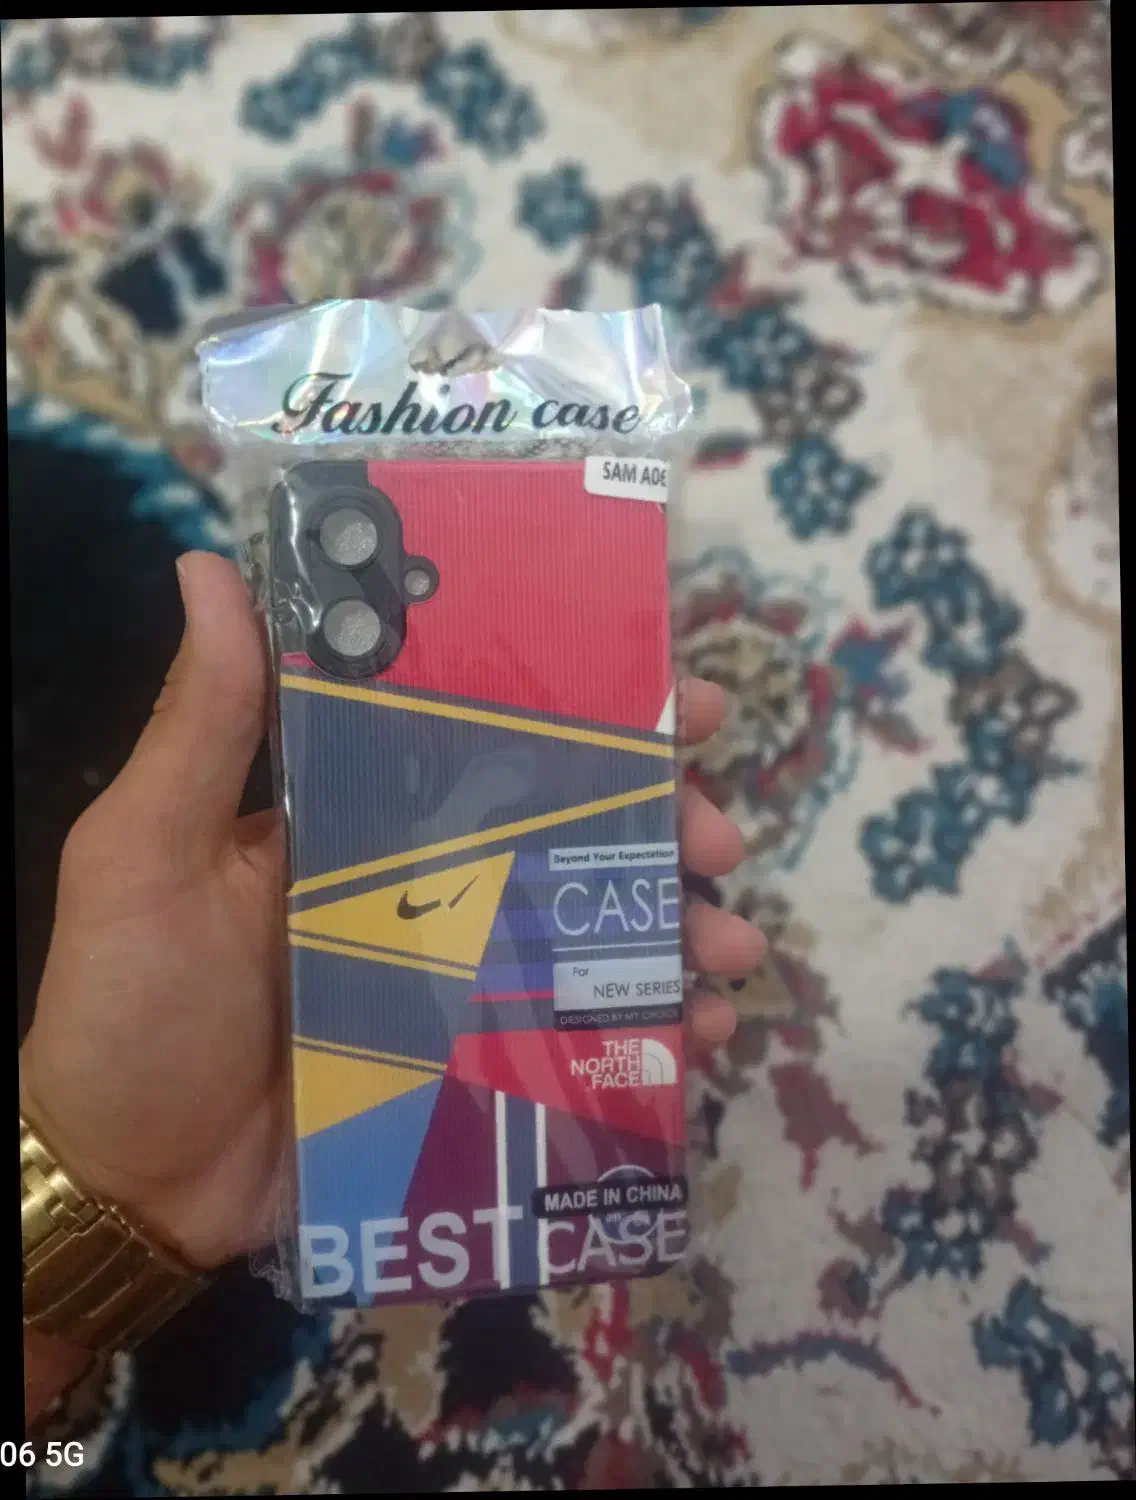 Fashion case
SAM A06
Beyond Your Expectation
CASE
For
NEW SERIES
DESIGNED BY MY CHOICE
THE
NORTH
FACE
MADE IN CHINA
BEST CASE
06 5G